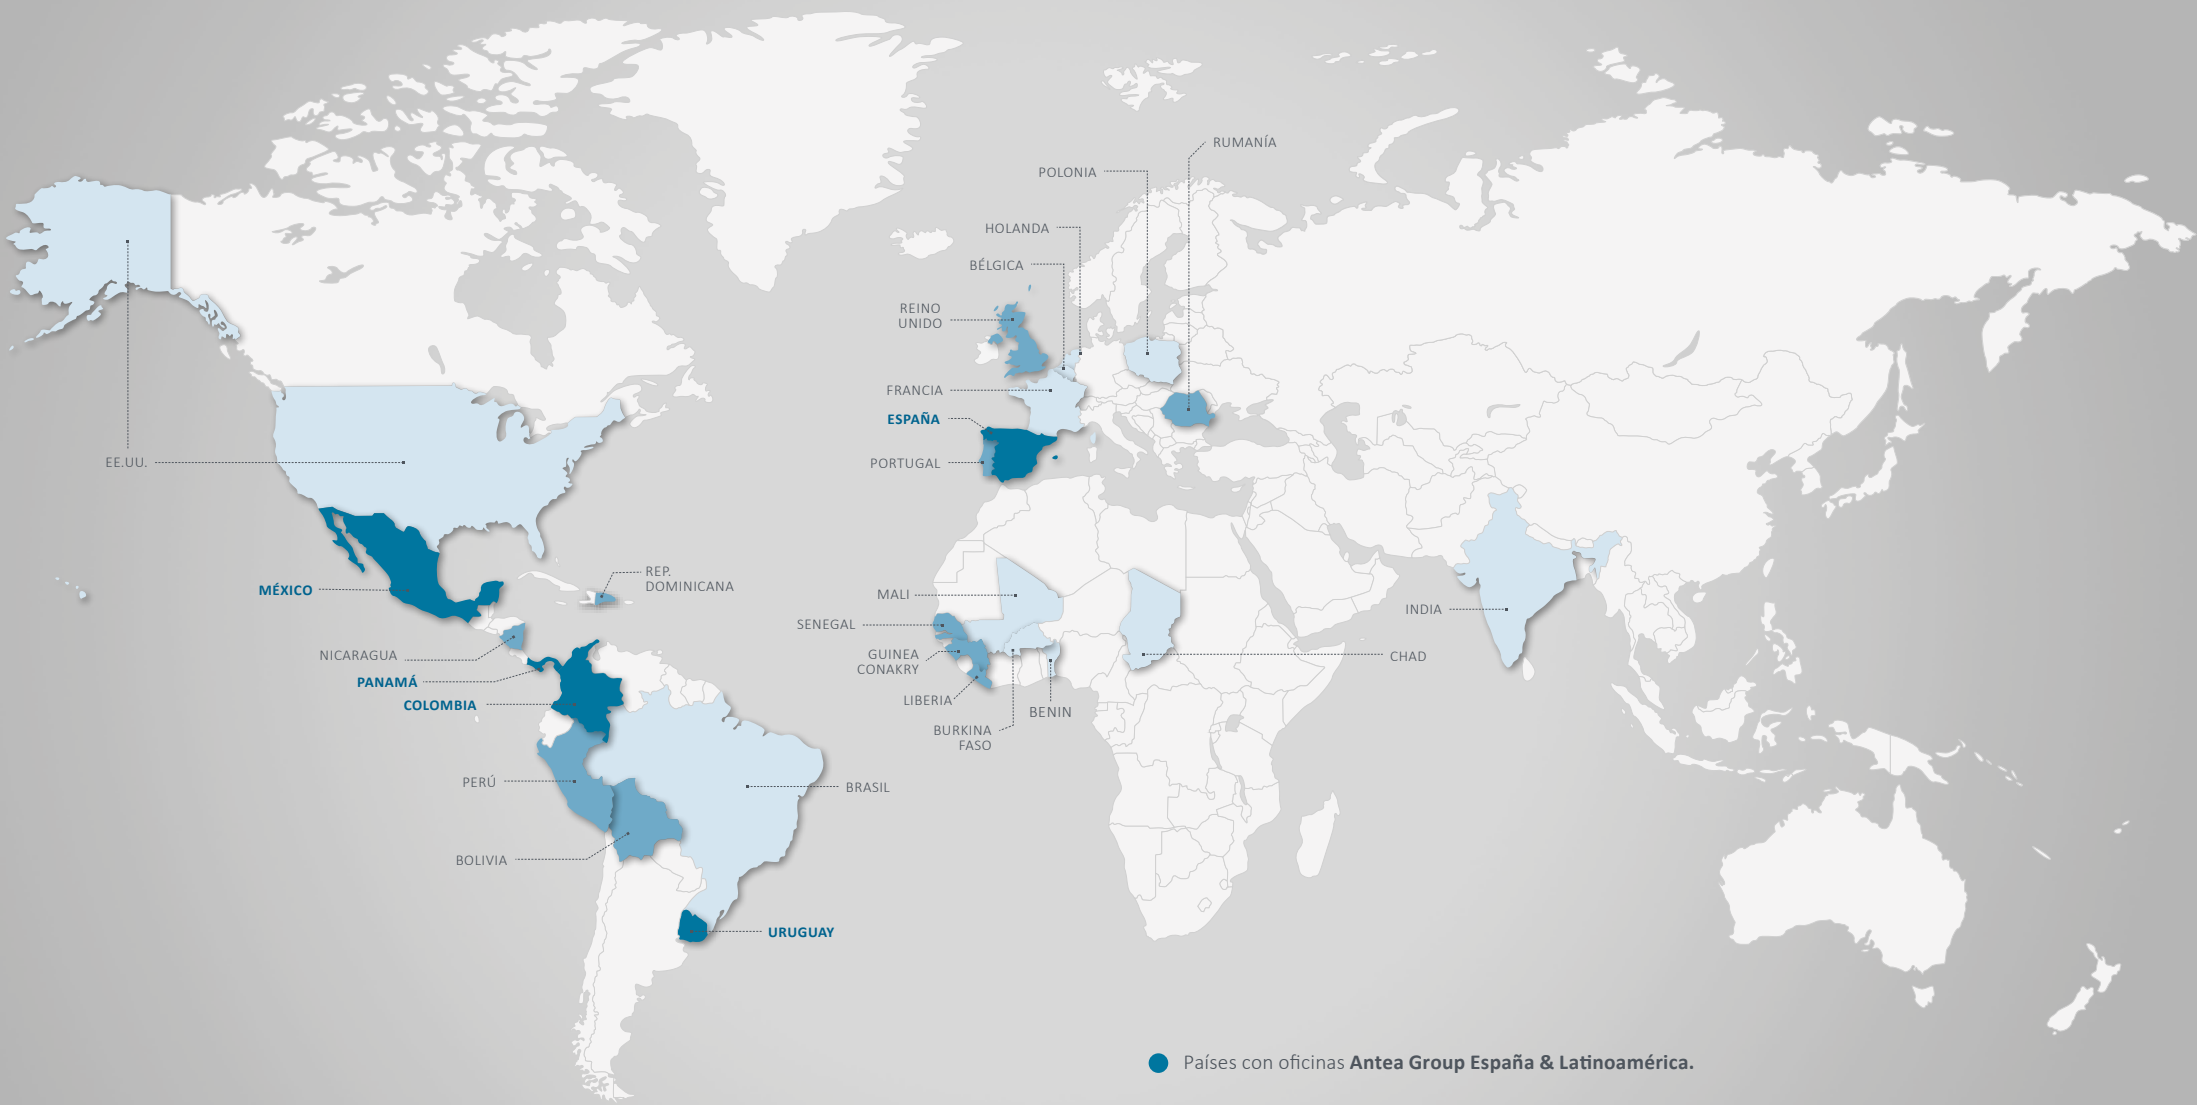 RUMANÍA
POLONIA
HOLANDA
BÉLGICA
REINO
UNIDO
FRANCIA
ESPAÑA
PORTUGAL
EE.UU.
MÉXICO
REP.
DOMINICANA
NICARAGUA
PANAMÁ
COLOMBIA
PERÚ
BRASIL
BOLIVIA
URUGUAY
MALI
SENEGAL
GUINEA
CONAKRY
LIBERIA
BURKINA
FASO
BENIN
CHAD
INDIA
Países con oficinas Antea Group España & Latinoamérica.